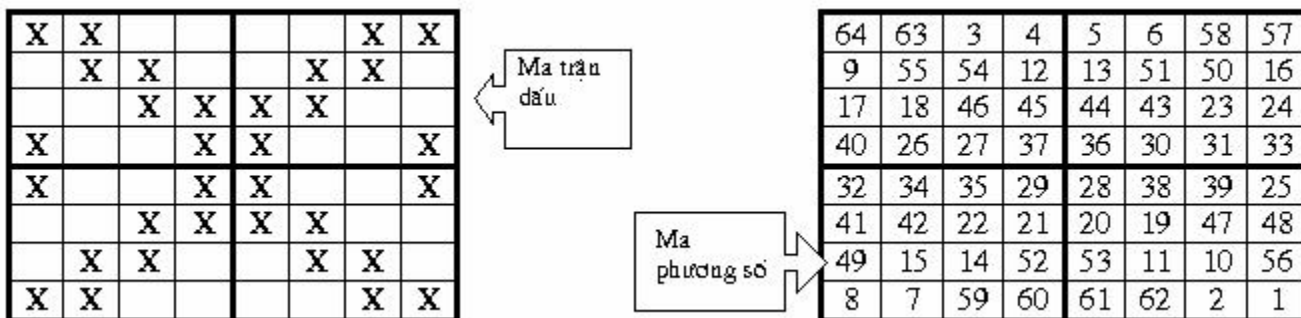 X X X X
X X X X
X X X X
X X X X
X X X X
X X X X
X X X X
X X X X
Ma trận
dấu
Ma
phương số
64 63 3 4 5 6 58 57
9 55 54 12 13 51 50 16
17 18 46 45 44 43 23 24
40 26 27 37 36 30 31 33
32 34 35 29 28 38 39 25
41 42 22 21 20 19 47 48
49 15 14 52 53 11 10 56
8 7 59 60 61 62 2 1